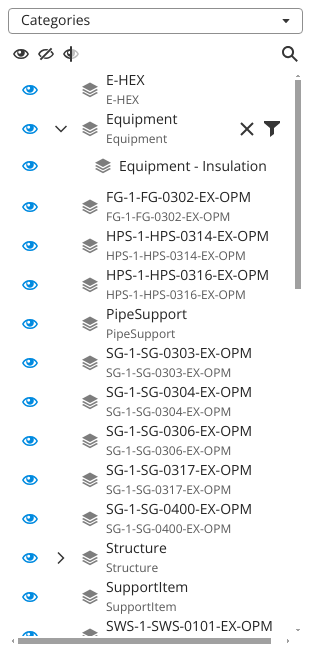 Categories
E-HEX
E-HEX
Equipment
Equipment
Equipment - Insulation
FG-1-FG-0302-EX-OPM
FG-1-FG-0302-EX-OPM
HPS-1-HPS-0314-EX-OPM
HPS-1-HPS-0314-EX-OPM
HPS-1-HPS-0316-EX-OPM
HPS-1-HPS-0316-EX-OPM
PipeSupport
PipeSupport
SG-1-SG-0303-EX-OPM
SG-1-SG-0303-EX-OPM
SG-1-SG-0304-EX-OPM
SG-1-SG-0304-EX-OPM
SG-1-SG-0306-EX-OPM
SG-1-SG-0306-EX-OPM
SG-1-SG-0317-EX-OPM
SG-1-SG-0317-EX-OPM
SG-1-SG-0400-EX-OPM
SG-1-SG-0400-EX-OPM
Structure
Structure
SupportItem
SupportItem
SWS-1-SWS-0101-EX-OPM